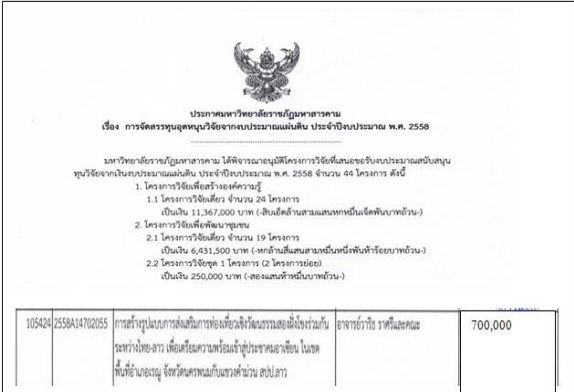 ประกาศมหาวิทยาลัยราชภัฏมหาสารคาม
เรื่อง การจัดสรรทุนอุดหนุนวิจัยจากงบประมาณแผ่นดิน ประจำปีงบประมาณ พ.ศ. 2558
มหาวิทยาลัยราชภัฏมหาสารคาม ได้พิจารณาอนุมัติโครงการวิจัยที่เสนอขอรับงบประมาณสนับสนุน
ทุนวิจัยจากเงินงบประมาณแผ่นดิน ประจำปีงบประมาณ พ.ศ. 2558 จำนวน 44 โครงการ ดังนี้
1. โครงการวิจัยเพื่อสร้างองค์ความรู้
1.1 โครงการวิจัยเดี่ยว จำนวน 24 โครงการ
เป็นเงิน 11,367,000 บาท (-สิบเอ็ดล้านสามแสนหกหมื่นเจ็ดพันบาทถ้วน-)
2. โครงการวิจัยเพื่อพัฒนาชุมชน
2.1 โครงการวิจัยเดี่ยว จำนวน 19 โครงการ
เป็นเงิน 6,431,500 บาท (-หกล้านสี่แสนสามหมื่นหนึ่งพันห้าร้อยบาทถ้วน-)
2.2 โครงการวิจัยชุด 1 โครงการ (2 โครงการย่อย)
เป็นเงิน 250,000 บาท (-สองแสนห้าหมื่นบาทถ้วน-)
105424 2558A14702055 การสร้างรูปแบบการส่งเสริมการท่องเที่ยวเชิงวัฒนธรรมสองฝั่งโขงร่วมกัน อาจารย์วาริธ ราศรีและคณะ 700,000
ระหว่างไทย-ลาว เพื่อเตรียมความพร้อมเข้าสู่ประชาคมอาเซียน ในเขต
พื้นที่อำเภอเรณู จังหวัดนครพนมกับแขวงคำม่วน สปป.ลาว